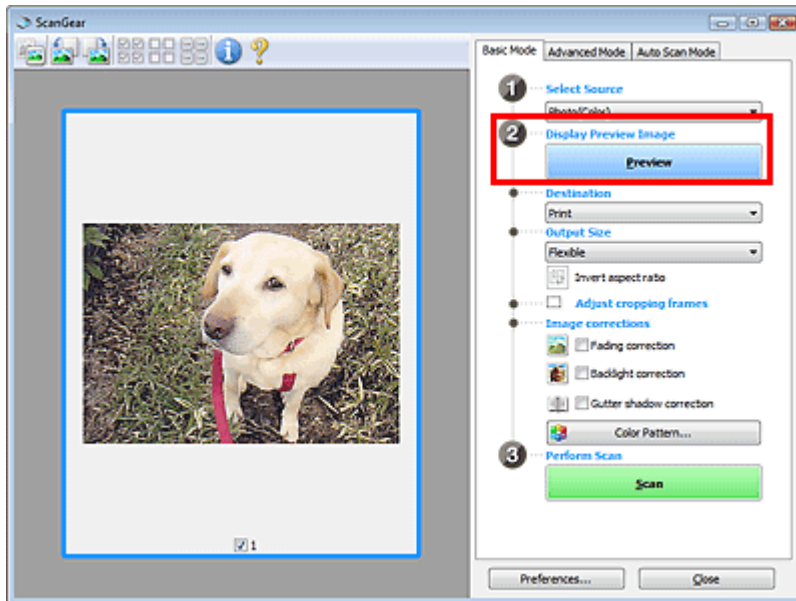 ScanGear
Basic Mode Advanced Mode Auto Scan Mode
1 Select Source
Photo(Color)
2 Display Preview Image
Preview
Destination
Print
Output Size
Flexible
Invert aspect ratio
Adjust cropping frames
Image corrections
Fading correction
Backlight correction
Gutter shadow correction
Color Pattern...
3 Perform Scan
Scan
1
Preferences... Close